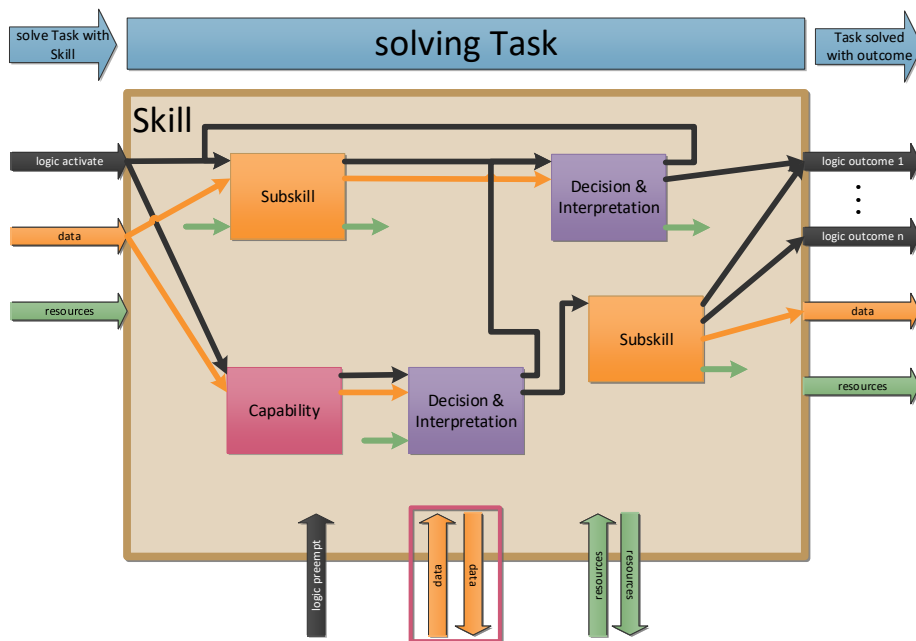 solve Task with
Skill
solving Task
Task solved
with outcome
Skill
logic activate
data
resources
Subskill
Decision &
Interpretation
logic outcome 1
logic outcome n
Subskill
data
resources
Capability
Decision &
Interpretation
logic preempt
data
data
resources
resources